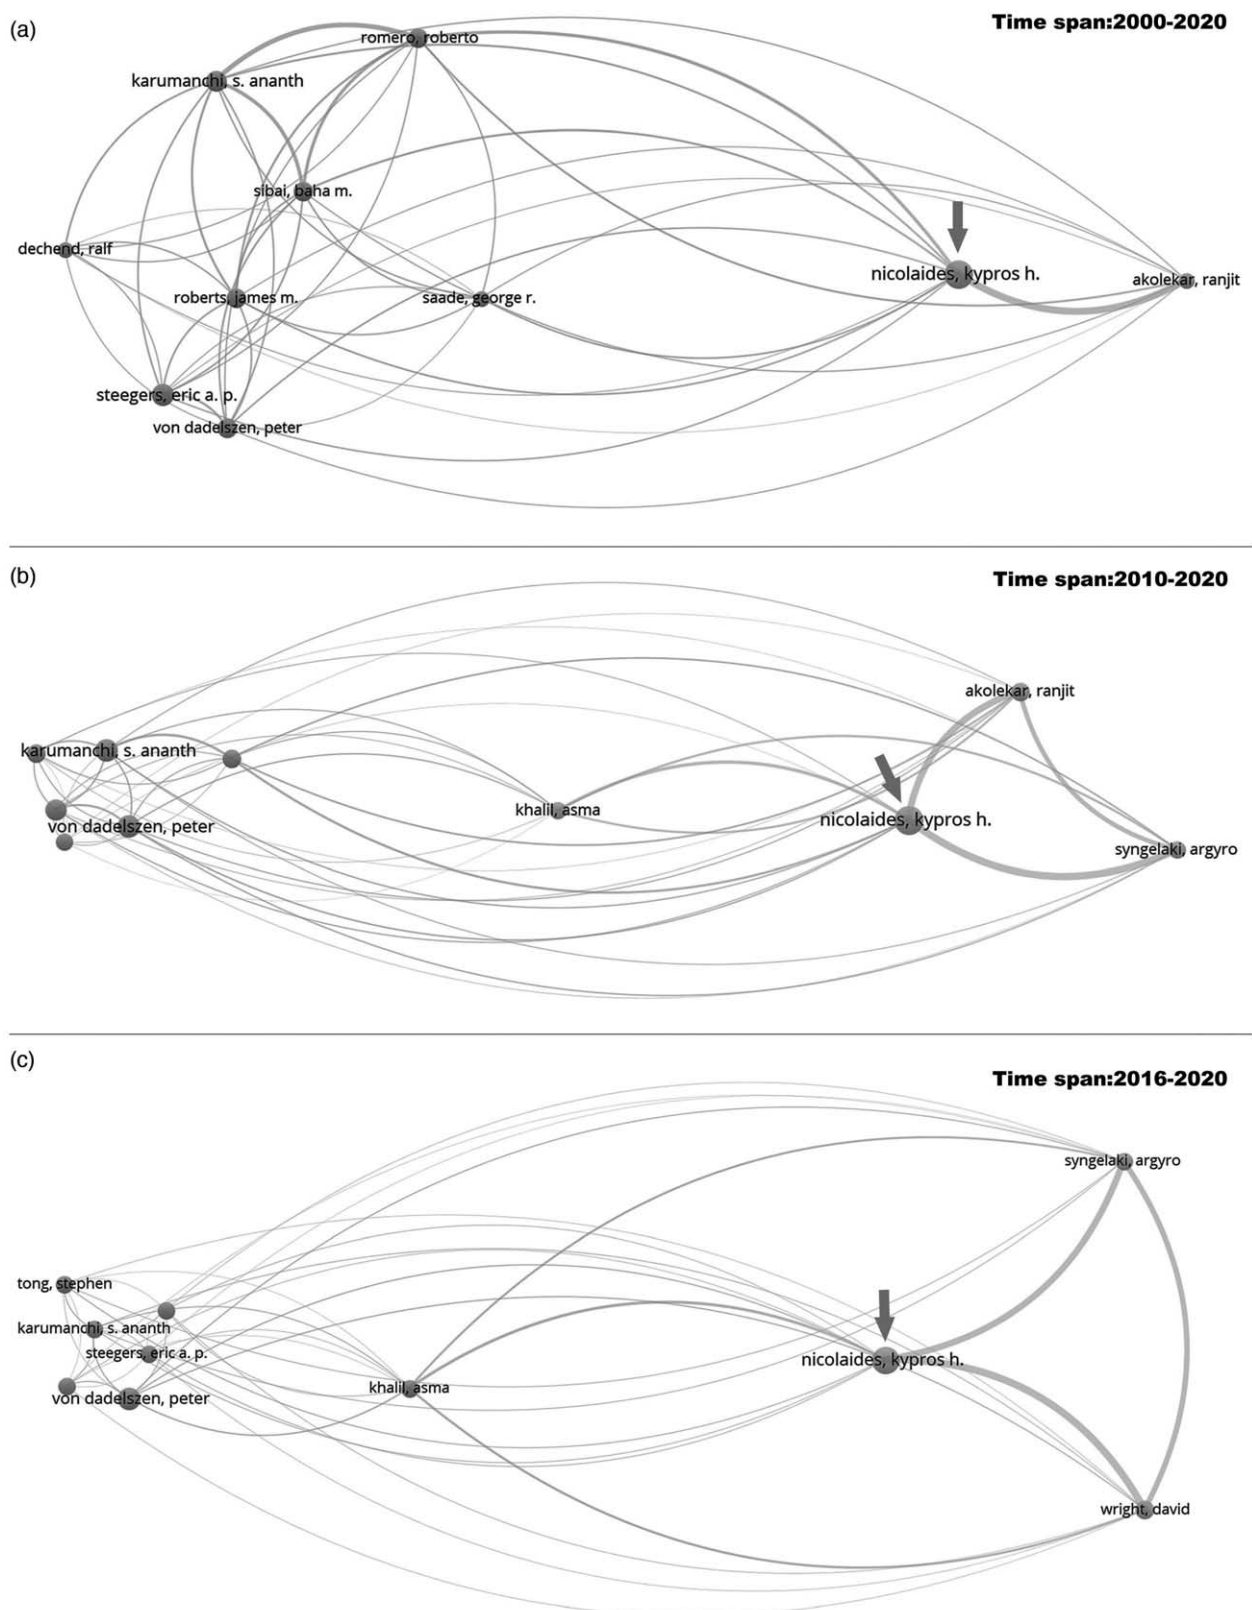 (a)
Time span:2000-2020
romero, roberto
karumanchi, s. ananth
sibai, baha m.
dechend, ralf
nicolaides, kypros h.
akolekar, ranjit
roberts, james m.
saade, george r.
steegers, eric a. p.
von dadelszen, peter
(b)
Time span:2010-2020
akolekar, ranjit
karumanchi, s. ananth
khalil, asma
nicolaides, kypros h.
von dadelszen, peter
syngelaki, argyro
(c)
Time span:2016-2020
syngelaki, argyro
tong, stephen
karumanchi, s. ananth
steegers, eric a. p.
nicolaides, kypros h.
khalil, asma
von dadelszen, peter
wright, david